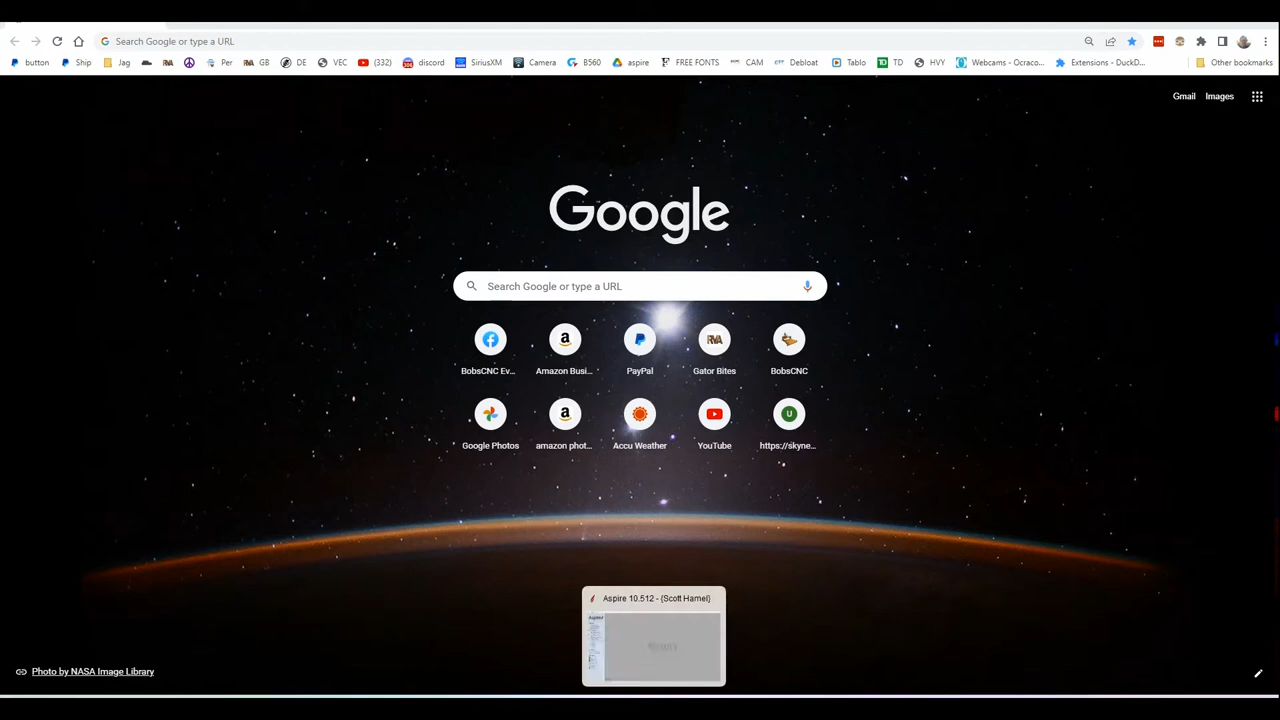 Search Google or type a URL
button Ship Jag RVA Per GB DE VEC (332) discord SiriusXM Camera B560 aspire FREE FONTS CAM Debloat Tablo TD HVY Webcams - Ocraco... Extensions - DuckD... Other bookmarks
Gmail Images
Google
Search Google or type a URL
BobsCNC Ev... Amazon Busi... PayPal Gator Bites BobsCNC
Google Photos amazon phot... Accu Weather YouTube https://skyne...
Aspire 10.512 - {Scott Hamel}
Photo by NASA Image Library